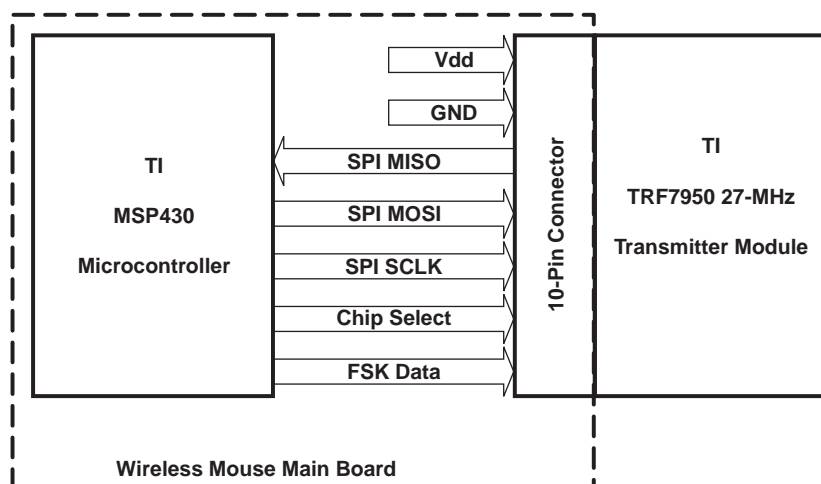 TI
MSP430
Microcontroller
Vdd
GND
SPI MISO
SPI MOSI
SPI SCLK
Chip Select
FSK Data
10-Pin Connector
TI
TRF7950 27-MHz
Transmitter Module
Wireless Mouse Main Board